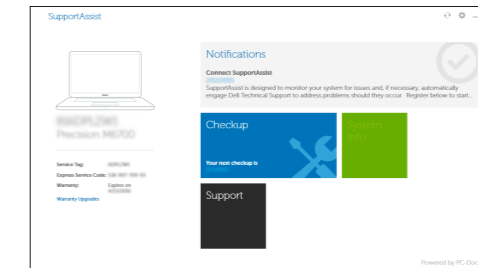 SupportAssist
Notifications
Connect SupportAssist
SupportAssist is designed to monitor your system for issues and, if necessary, automatically
engage Dell Technical Support to address problems should they occur. Register below to start...
Precision M6700
Checkup
System
Info
Your next checkup is
Service Tag:
Express Service Code:
Warranty: Expires on
Warranty Upgrades
Support
Powered by PC-Doc